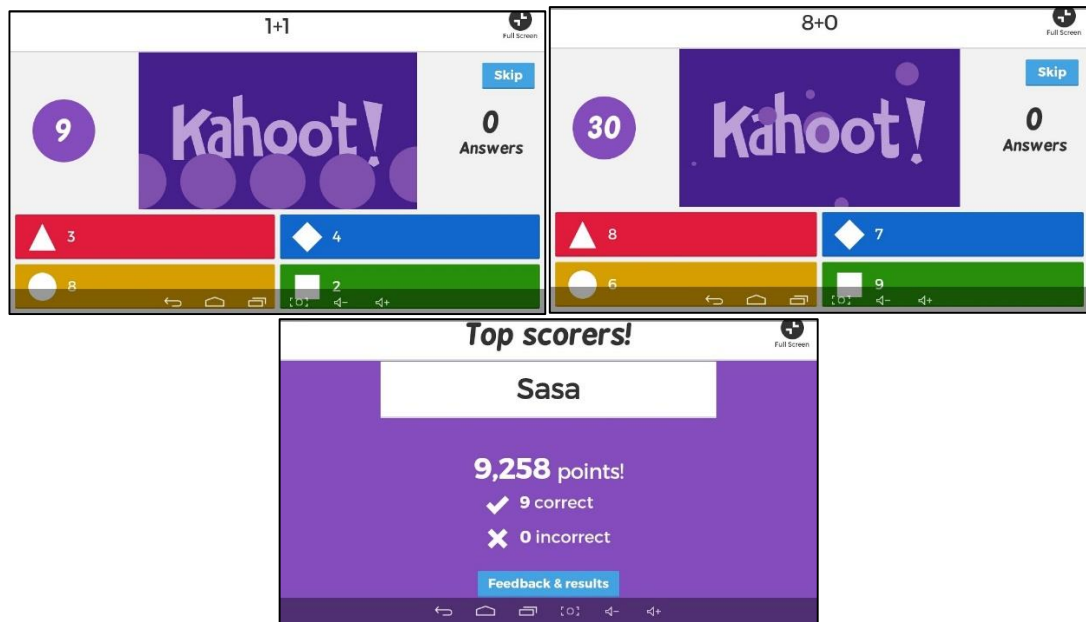 1+1
Full Screen
9
Kahoot!
Skip
0
Answers
3
4
8
2
8+0
Full Screen
30
Kahoot!
Skip
0
Answers
8
7
6
9
Top scorers!
Full Screen
Sasa
9,258 points!
9 correct
0 incorrect
Feedback & results